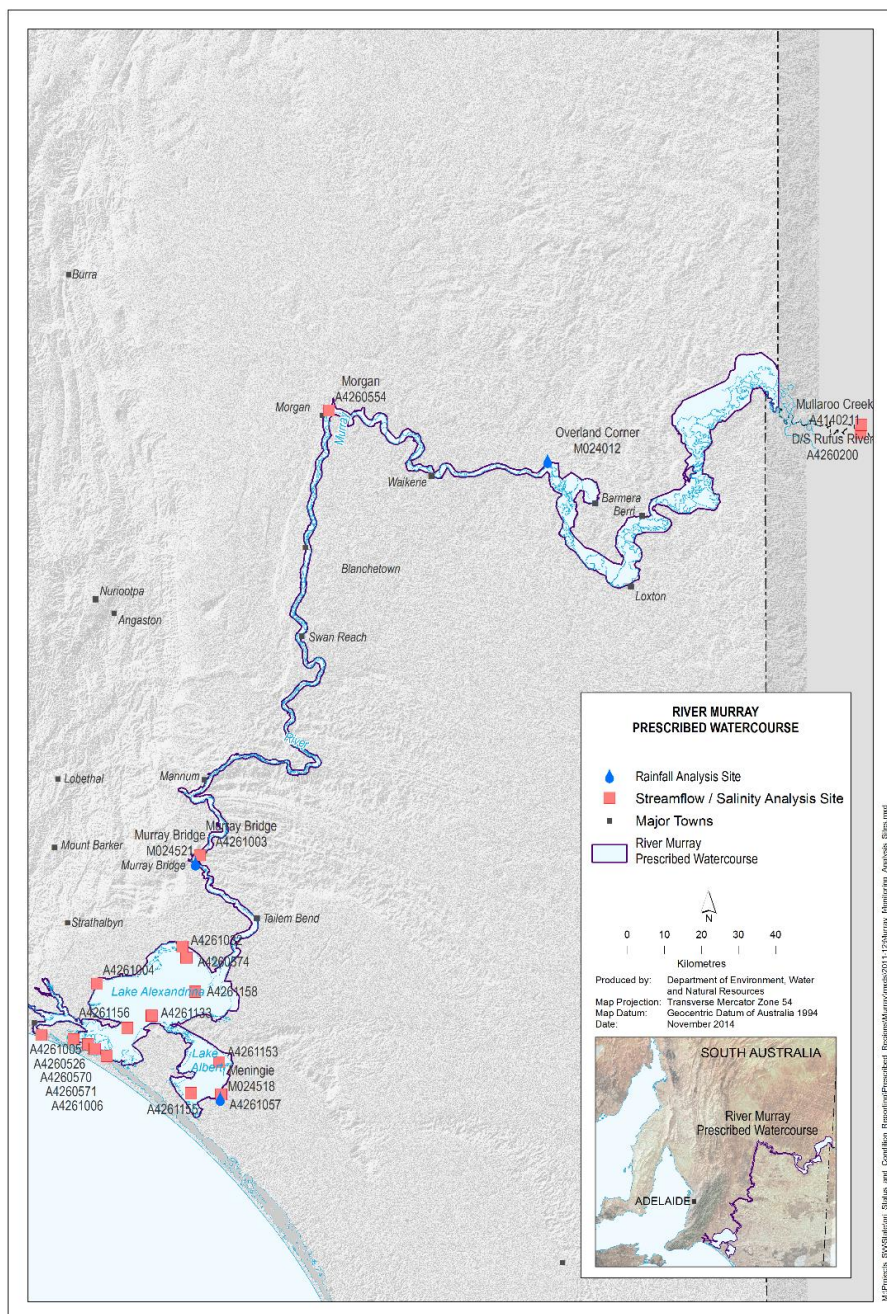 Burra
Morgan
A4260554
Morgan
Murray
Mullaroo Creek
A4140211
D/S Rufus River
A4260200
Overland Corner
M024012
Waikerie
Barmera
Berri
Blanchetown
Loxton
Nuriootpa
Angaston
Swan Reach
River
Lobethal
Mannum
Murray Bridge
M024521
Murray Bridge
A4261003
Mount Barker
Murray Bridge
Strathalbyn
Tailem Bend
A4260574
A4261004
Lake Alexandrina
A4261158
A4261156
A4261133
A4261005
A4260526
A4260570
A4260571
A4261006
Lake
Albert
A4261153
Meningie
M024518
A4261155
A4261057
RIVER MURRAY
PRESCRIBED WATERCOURSE
Rainfall Analysis Site
Streamflow / Salinity Analysis Site
Major Towns
River Murray
Prescribed Watercourse
N
0 10 20 30 40
Kilometres
Produced by: Department of Environment, Water
and Natural Resources
Map Projection: Transverse Mercator Zone 54
Map Datum: Geocentric Datum of Australia 1994
Date: November 2014
SOUTH AUSTRALIA
River Murray
Prescribed Watercourse
ADELAIDE